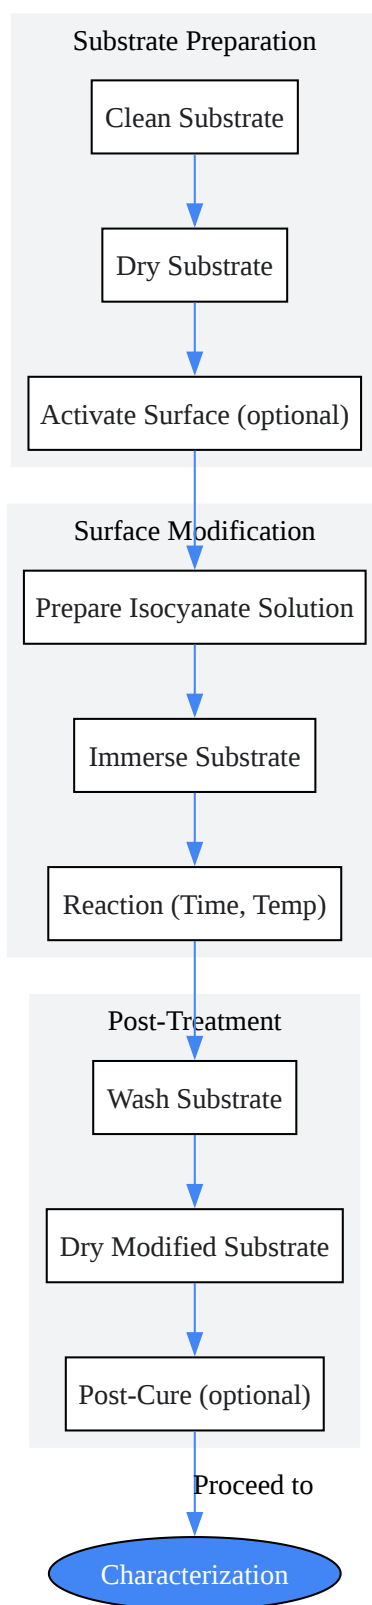 Substrate Preparation
Clean Substrate
Dry Substrate
Activate Surface (optional)
Surface Modification
Prepare Isocyanate Solution
Immerse Substrate
Reaction (Time, Temp)
Post-Treatment
Wash Substrate
Dry Modified Substrate
Post-Cure (optional)
Proceed to
Characterization